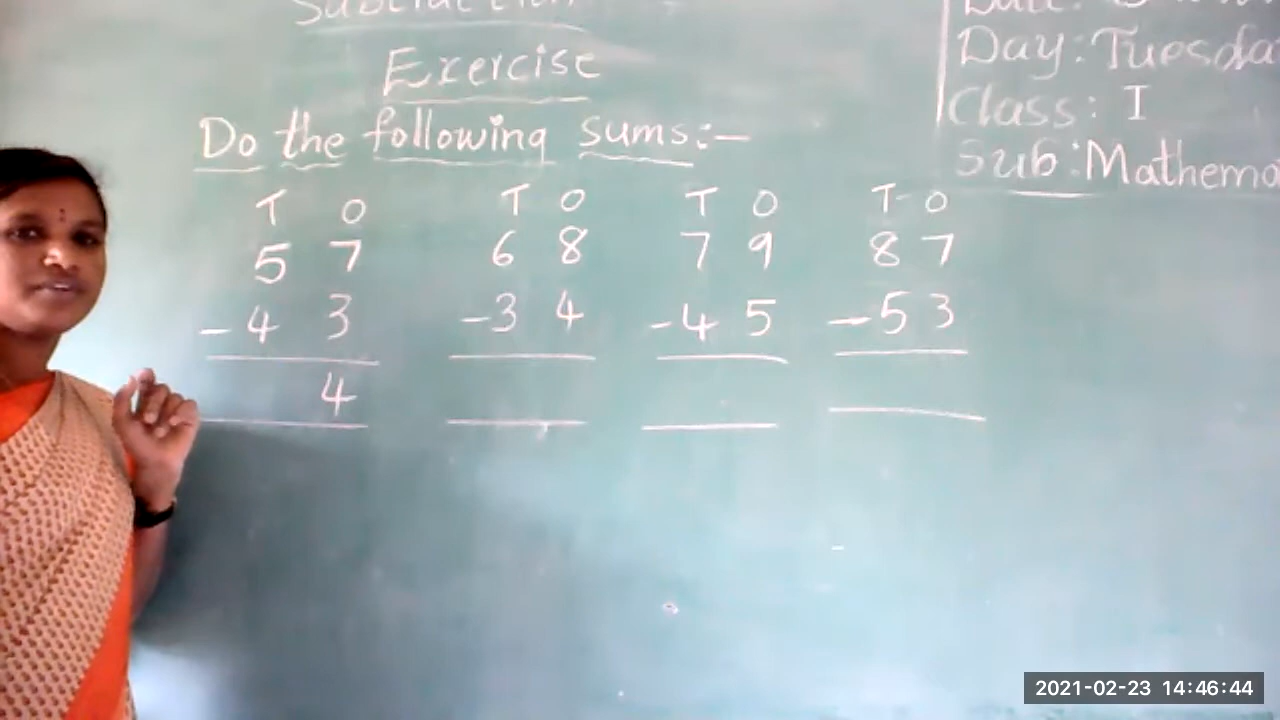 Subtraction
Exercise
Do the following sums:-
T O T O T O T O
5 7 6 8 7 9 8 7
-4 3 -3 4 -4 5 -5 3
4
Day: Tuesda
Class: I
Sub: Mathema
2021-02-23 14:46:44